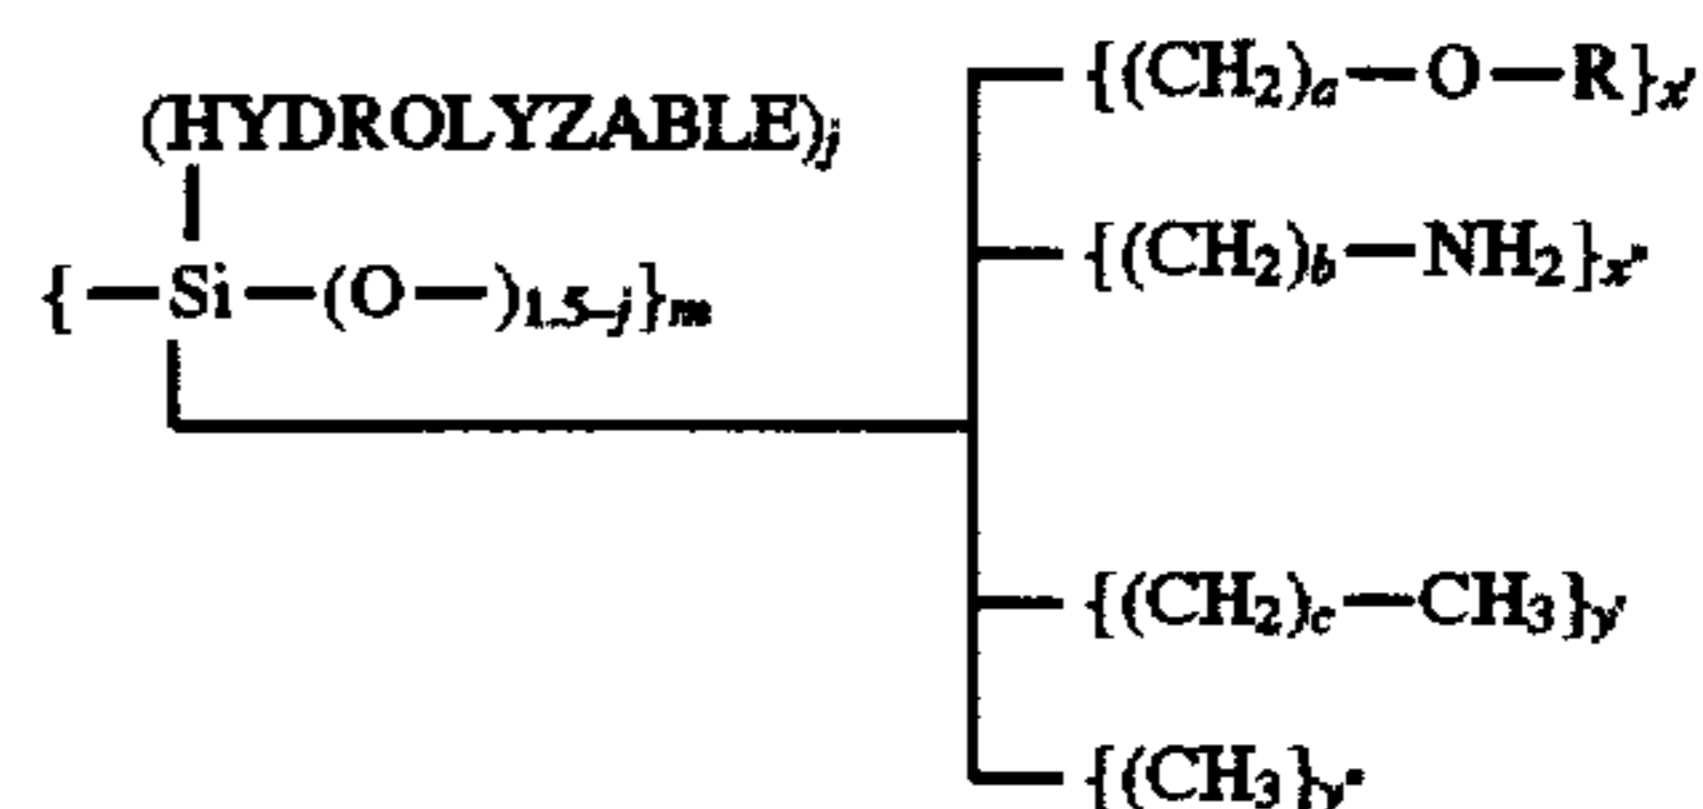 {(CH2)a—O—R}x'
(HYDROLYZABLE)j
{(CH2)b—NH2}x"
{—Si—(O—)1.5–j}m
{(CH2)c—CH3}y'
{(CH3}y"